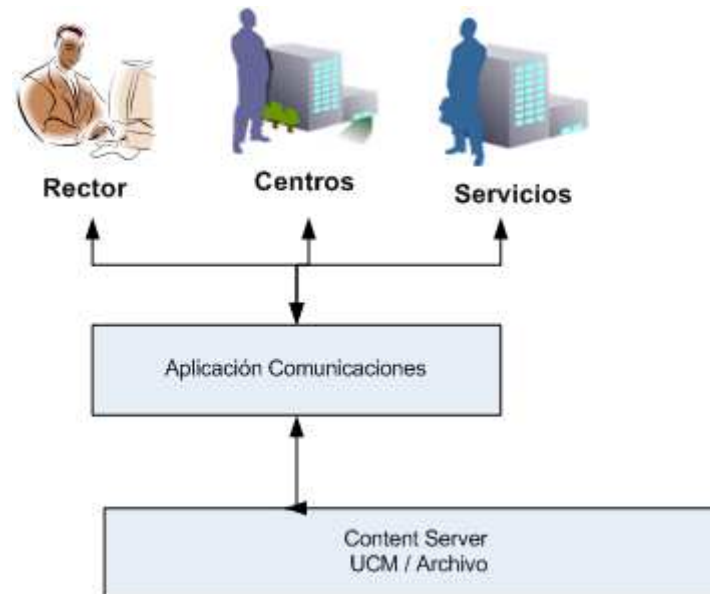 Rector
Centros
Servicios
Aplicación Comunicaciones
Content Server
UCM / Archivo